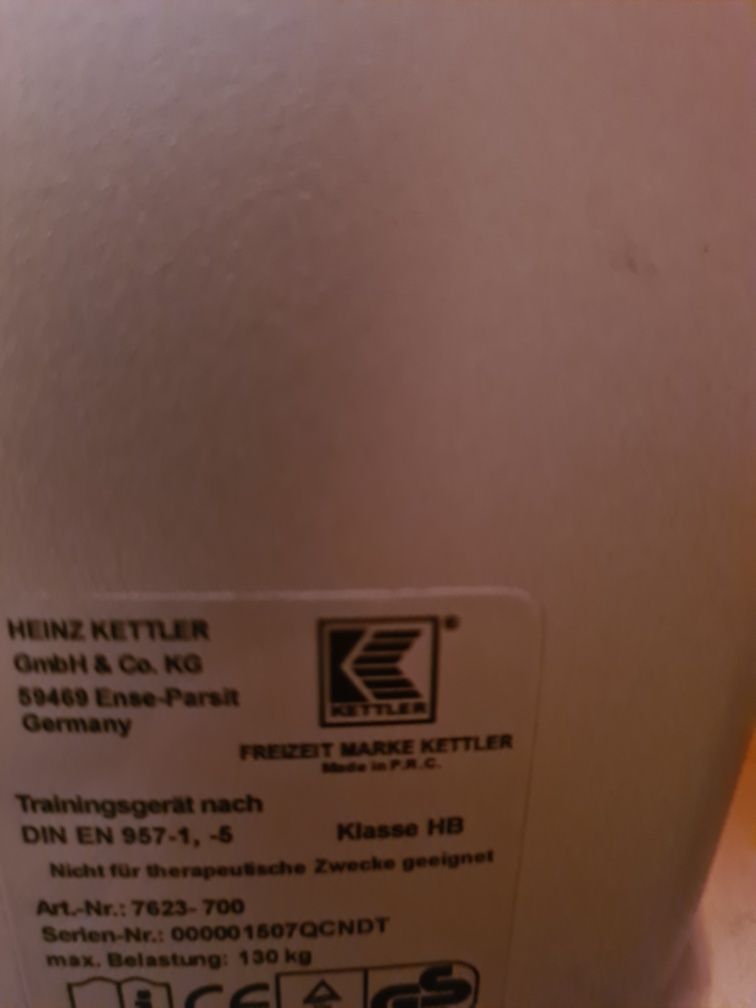 HEINZ KETTLER
GmbH & Co. KG
59469 Ense-Parsit
Germany
KETTLER
FREIZEIT MARKE KETTLER
Made in P.R.C.
Trainingsgerät nach
DIN EN 957-1, -5 Klasse HB
Nicht für therapeutische Zwecke geeignet
Art.-Nr.: 7623-700
Serien-Nr.: 000001507QCNDT
max. Belastung: 130 kg
i CE GS